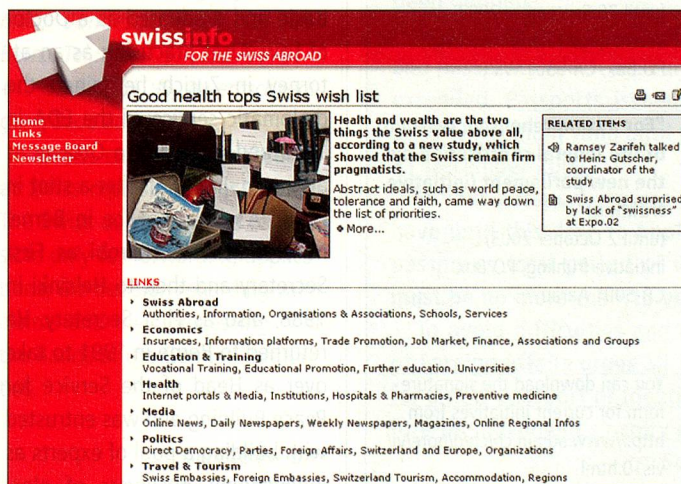 swissinfo
FOR THE SWISS ABROAD
Good health tops Swiss wish list
Home
Links
Message Board
Newsletter
Health and wealth are the two
things the Swiss value above all,
according to a new study, which
showed that the Swiss remain firm
pragmatists.
Abstract ideals, such as world peace,
tolerance and faith, came way down
the list of priorities.
More...
RELATED ITEMS
Ramsey Zarifeh talked
to Heinz Gutscher,
coordinator of the
study
Swiss Abroad surprised
by lack of "swissness"
at Expo.02
LINKS
Swiss Abroad
Authorities, Information, Organisations & Associations, Schools, Services
Economics
Insurances, Information platforms, Trade Promotion, Job Market, Finance, Associations and Groups
Education & Training
Vocational Training, Educational Promotion, Further education, Universities
Health
Internet portals & Media, Institutions, Hospitals & Pharmacies, Preventive medicine
Media
Online News, Daily Newspapers, Weekly Newspapers, Magazines, Online Regional Infos
Politics
Direct Democracy, Parties, Foreign Affairs, Switzerland and Europe, Organizations
Travel & Tourism
Swiss Embassies, Foreign Embassies, Switzerland Tourism, Accommodation, Regions